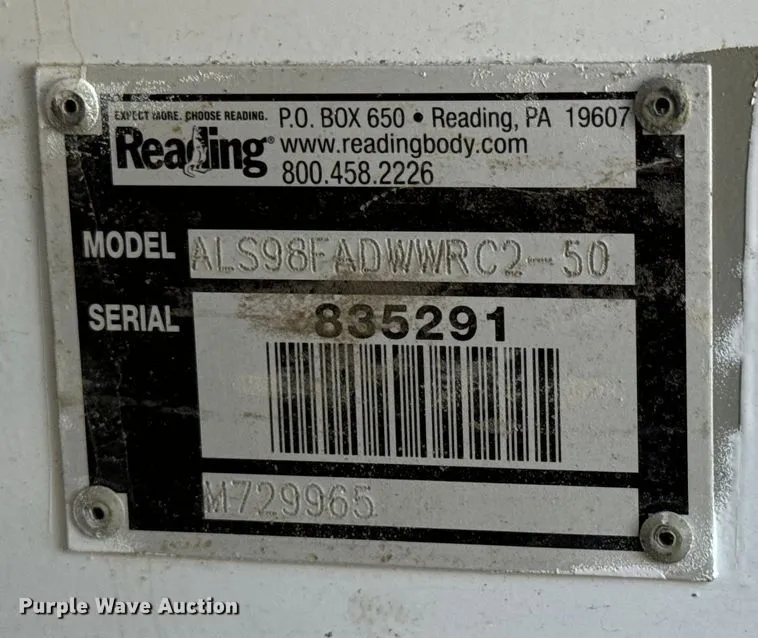 EXPECT MORE. CHOOSE READING.
Reading®
P.O. BOX 650 • Reading, PA 19607
www.readingbody.com
800.458.2226
MODEL ALS98FADWWRC2-50
SERIAL 835291
M729965
Purple Wave Auction